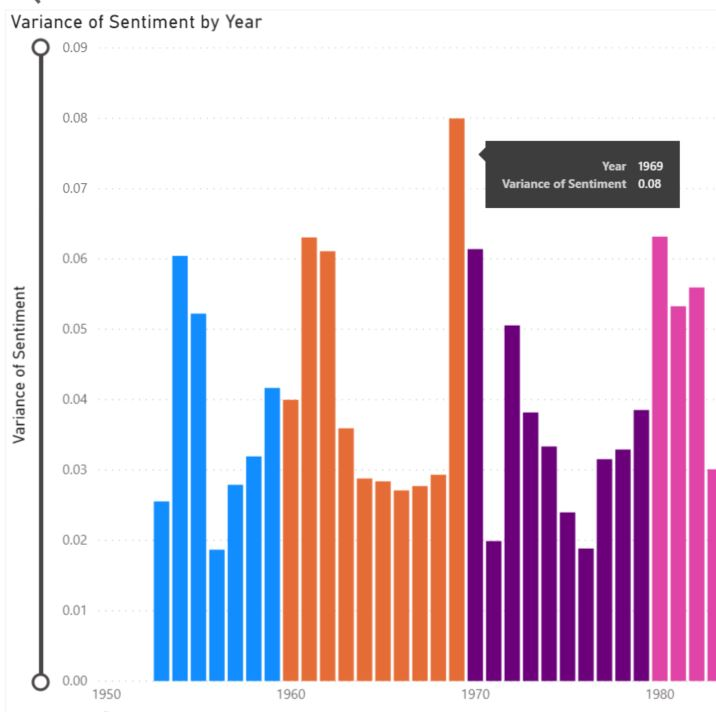 Variance of Sentiment by Year
0.09
0.08
Year 1969
Variance of Sentiment 0.08
0.07
0.06
0.05
Variance of Sentiment
0.04
0.03
0.02
0.01
0.00
1950 1960 1970 1980